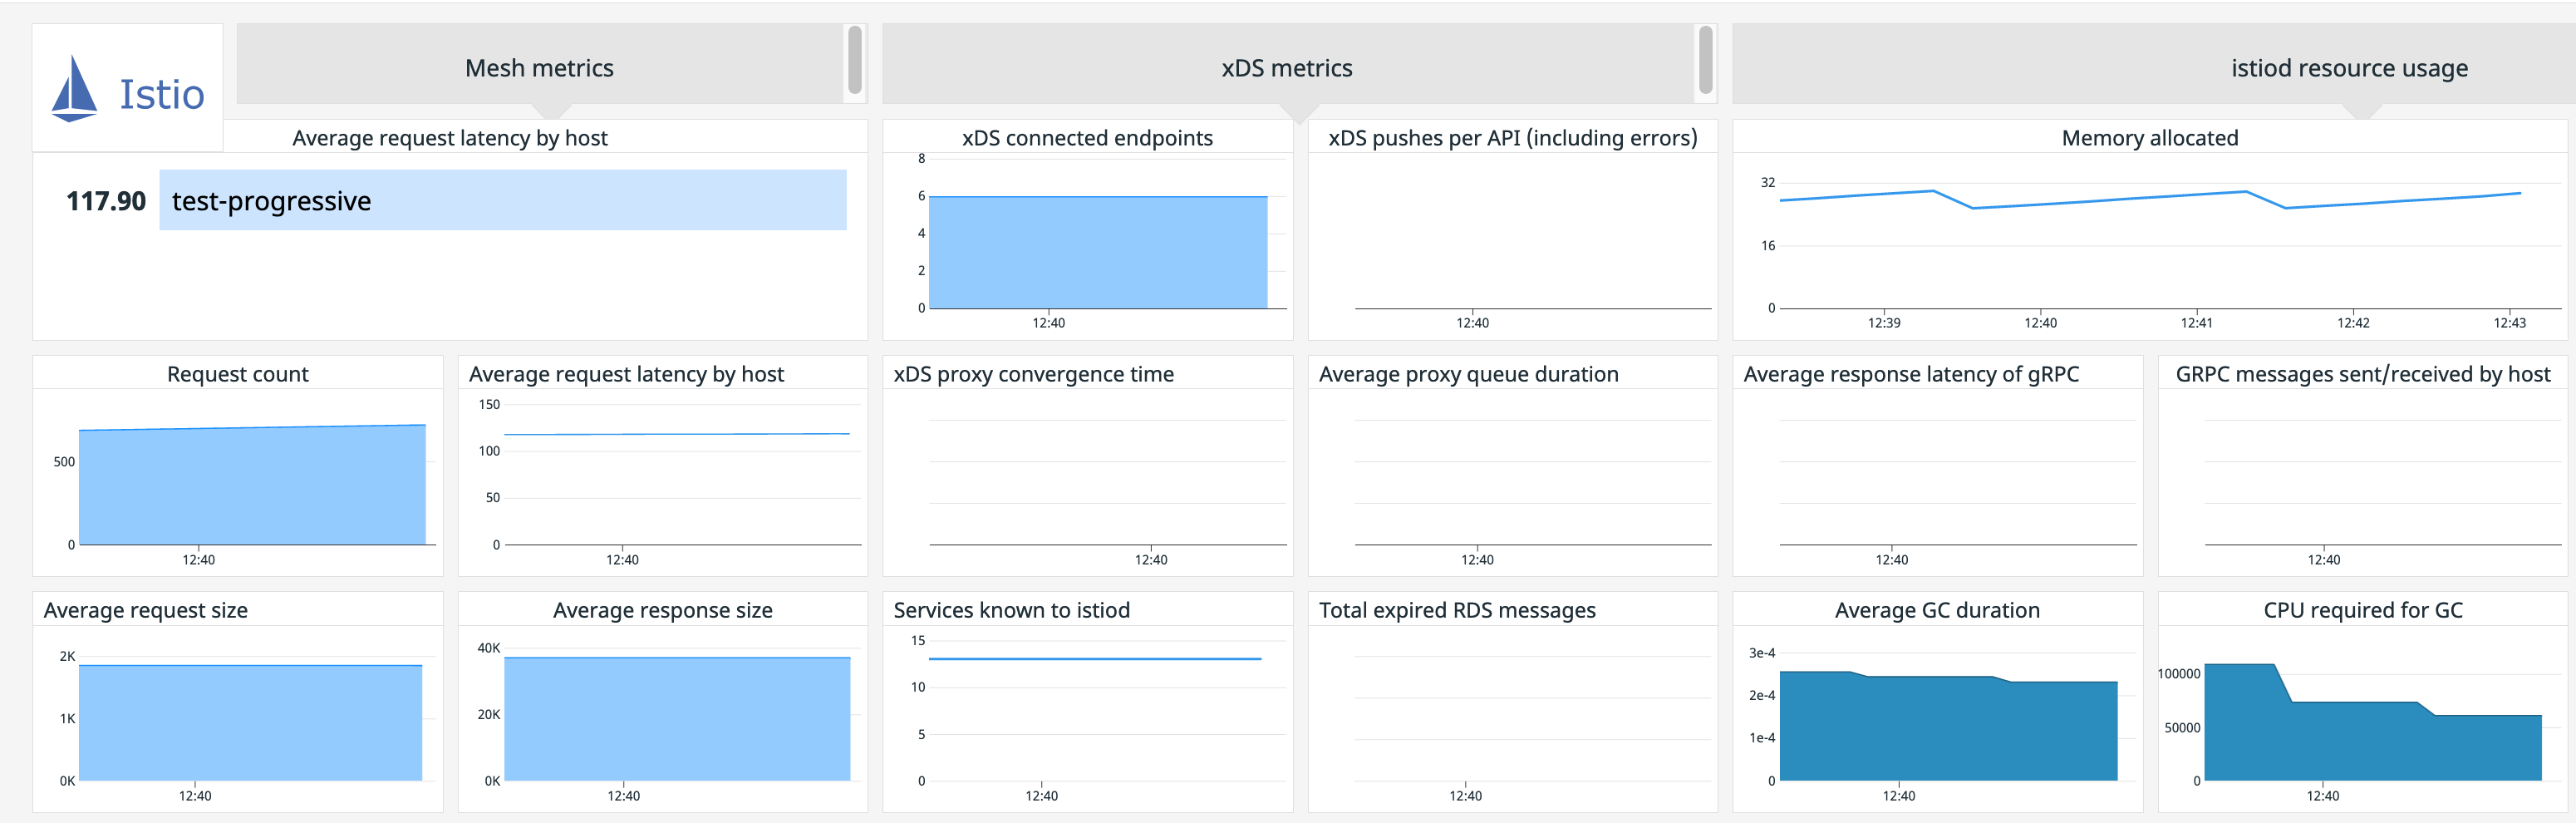 Istio
Mesh metrics
xDS metrics
istiod resource usage
Average request latency by host
117.90 test-progressive
xDS connected endpoints
8
6
4
2
0
12:40
xDS pushes per API (including errors)
12:40
Memory allocated
32
16
0
12:39 12:40 12:41 12:42 12:43
Request count
500
0
12:40
Average request latency by host
150
100
50
0
12:40
xDS proxy convergence time
12:40
Average proxy queue duration
12:40
Average response latency of gRPC
12:40
GRPC messages sent/received by host
12:40
Average request size
2K
1K
0K
12:40
Average response size
40K
20K
0K
12:40
Services known to istiod
15
10
5
0
12:40
Total expired RDS messages
12:40
Average GC duration
3e-4
2e-4
1e-4
0
12:40
CPU required for GC
100000
50000
0
12:40